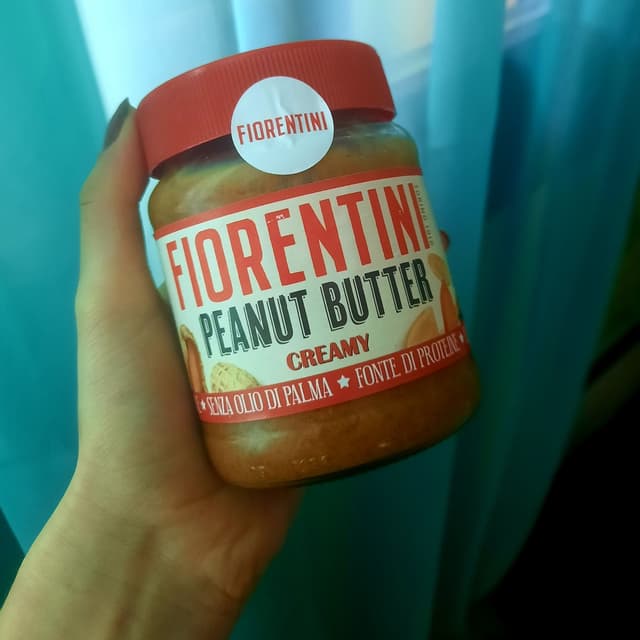 FIORENTINI
FIORENTINI
PEANUT BUTTER
CREAMY
★ SENZA OLIO DI PALMA ★ FONTE DI PROTEINE ★